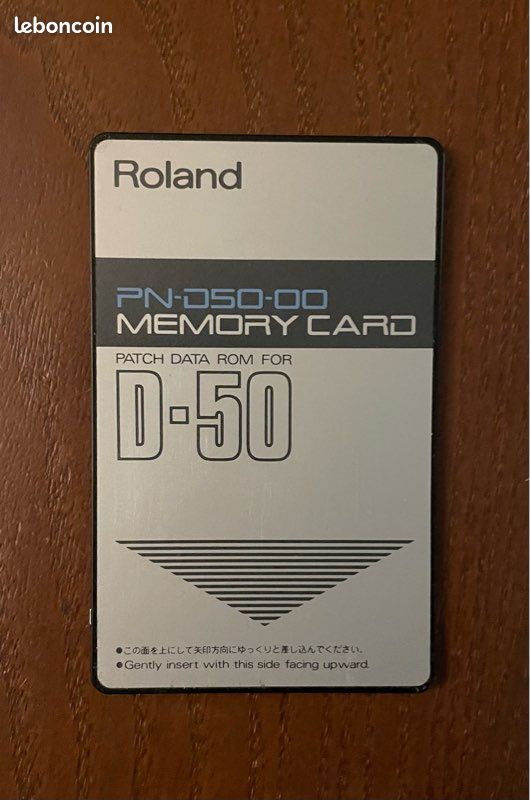 leboncoin
Roland
PN-D50-00
MEMORY CARD
PATCH DATA ROM FOR
D-50
●この面を上にして矢印方向にゆっくりと差し込んでください。
●Gently insert with this side facing upward.